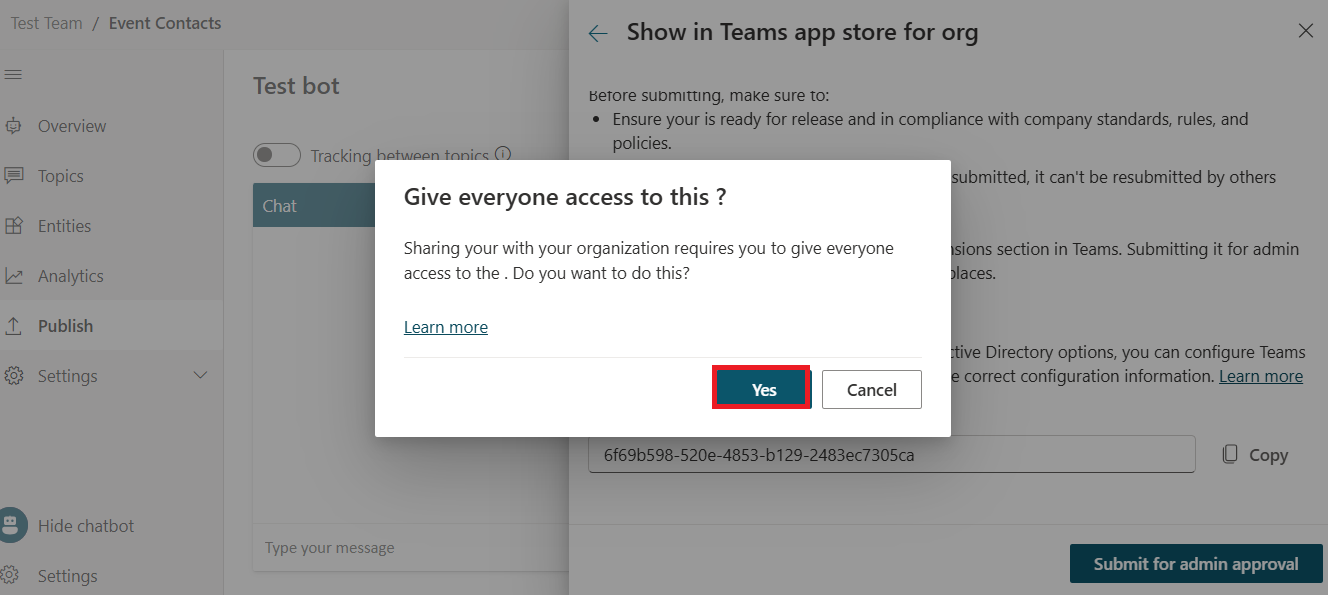 Test Team / Event Contacts
Overview
Topics
Entities
Analytics
Publish
Settings
Hide chatbot
Settings
Test bot
Tracking between topics
Chat
Type your message
Show in Teams app store for org
Before submitting, make sure to:
• Ensure your is ready for release and in compliance with company standards, rules, and
policies.
submitted, it can't be resubmitted by others
nsions section in Teams. Submitting it for admin
places.
ctive Directory options, you can configure Teams
e correct configuration information. Learn more
6f69b598-520e-4853-b129-2483ec7305ca
Copy
Submit for admin approval
Give everyone access to this ?
Sharing your with your organization requires you to give everyone
access to the . Do you want to do this?
Learn more
Yes
Cancel